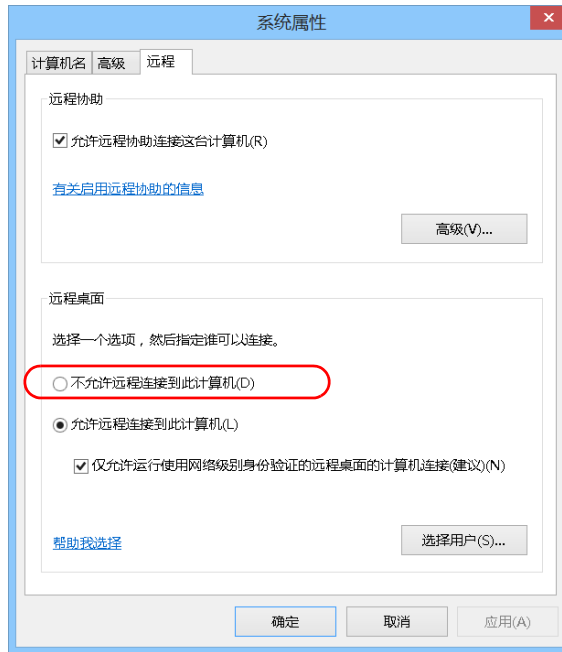 系统属性
计算机名 高级 远程
远程协助
允许远程协助连接这台计算机(R)
有关启用远程协助的信息
高级(V)...
远程桌面
选择一个选项，然后指定谁可以连接。
不允许远程连接到此计算机(D)
允许远程连接到此计算机(L)
仅允许运行使用网络级别身份验证的远程桌面的计算机连接(建议)(N)
帮助我选择 选择用户(S)...
确定 取消 应用(A)